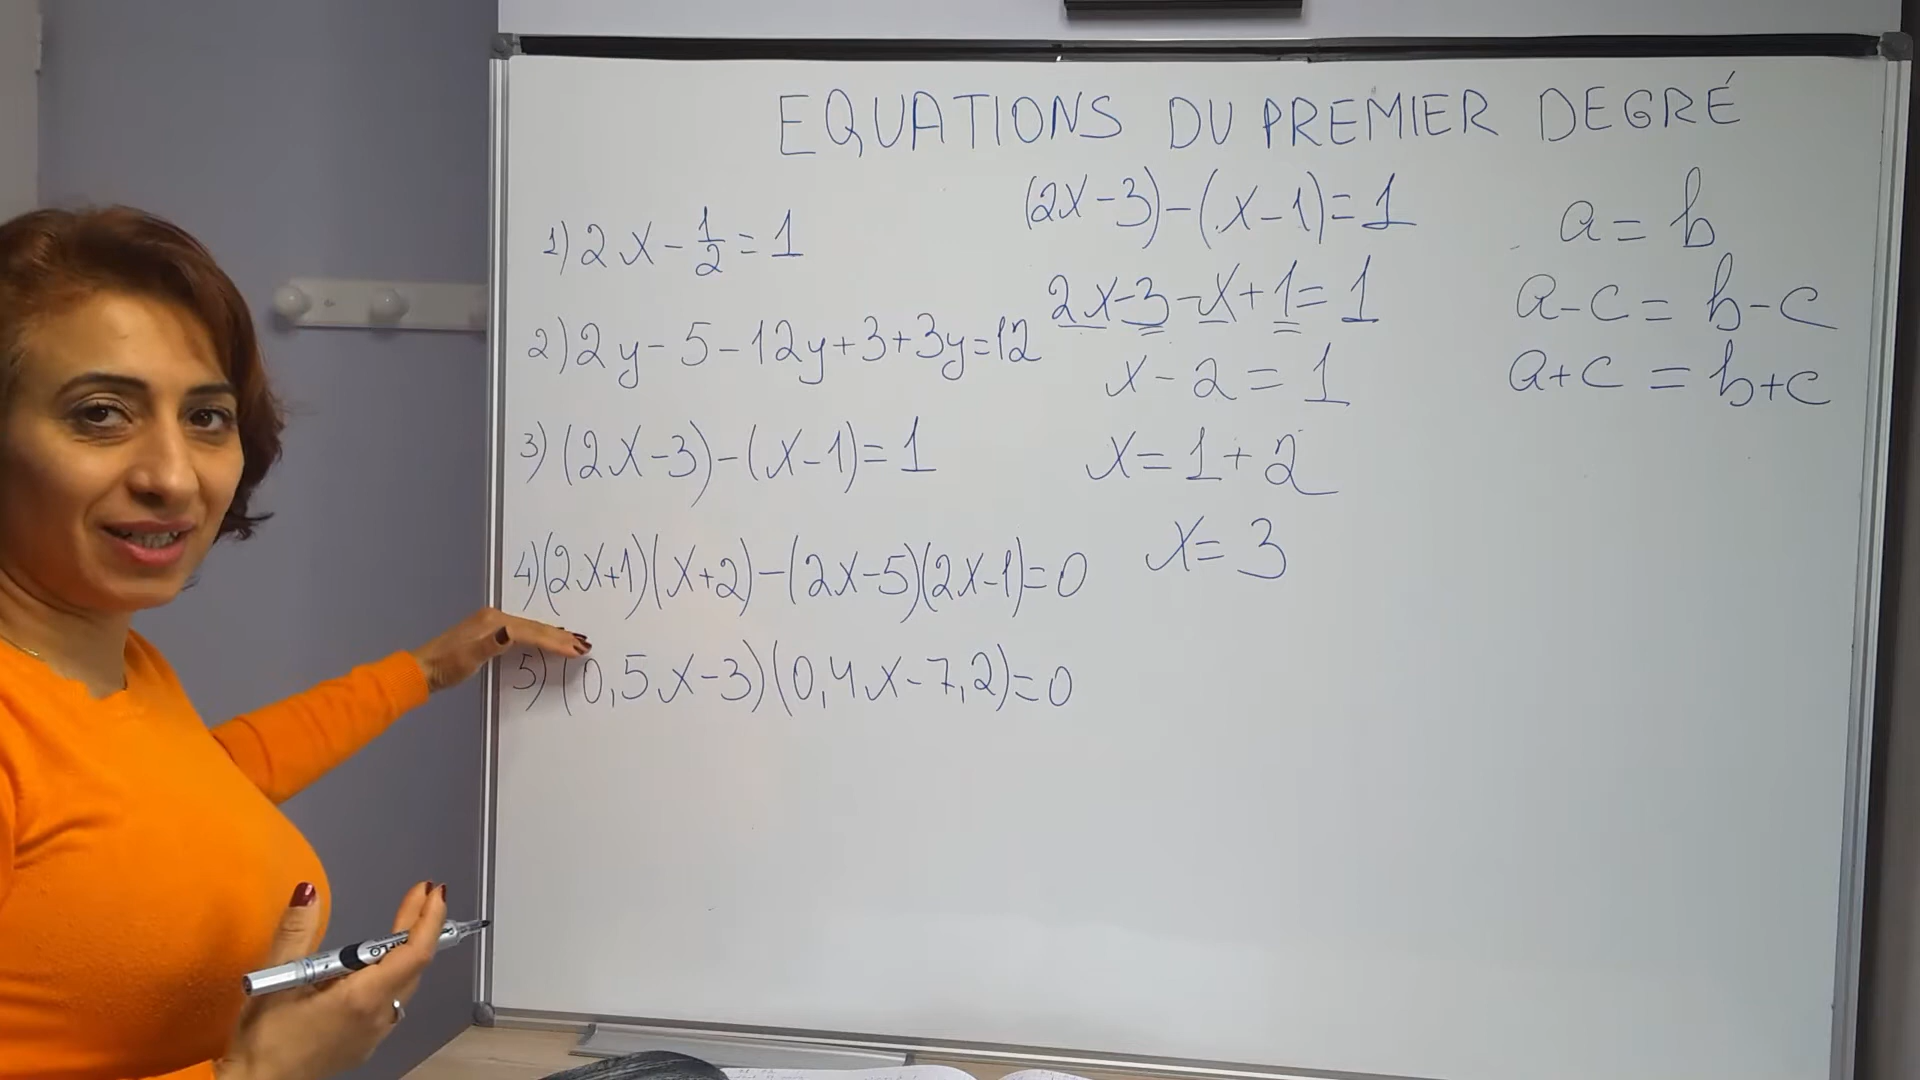 EQUATIONS DU PREMIER DEGRÉ
1) 2x - 1/2 = 1
2) 2y - 5 - 12y + 3 + 3y = 12
3) (2x - 3) - (x - 1) = 1
4) (2x + 1)(x + 2) - (2x - 5)(2x - 1) = 0
5) (0,5x - 3)(0,4x - 7,2) = 0
(2x - 3) - (x - 1) = 1
2x - 3 - x + 1 = 1
x - 2 = 1
x = 1 + 2
x = 3
a = b
a - c = b - c
a + c = b + c